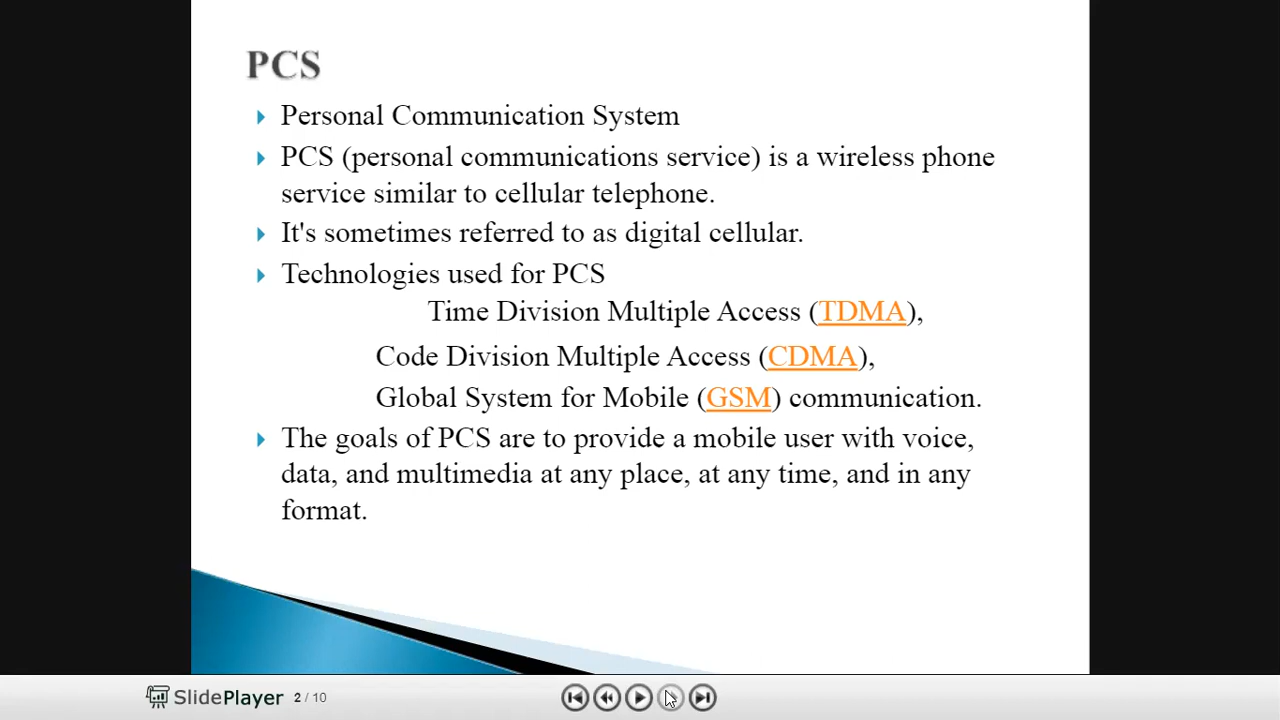 PCS
Personal Communication System
PCS (personal communications service) is a wireless phone
service similar to cellular telephone.
It's sometimes referred to as digital cellular.
Technologies used for PCS
Time Division Multiple Access (TDMA),
Code Division Multiple Access (CDMA),
Global System for Mobile (GSM) communication.
The goals of PCS are to provide a mobile user with voice,
data, and multimedia at any place, at any time, and in any
format.
SlidePlayer 2 / 10